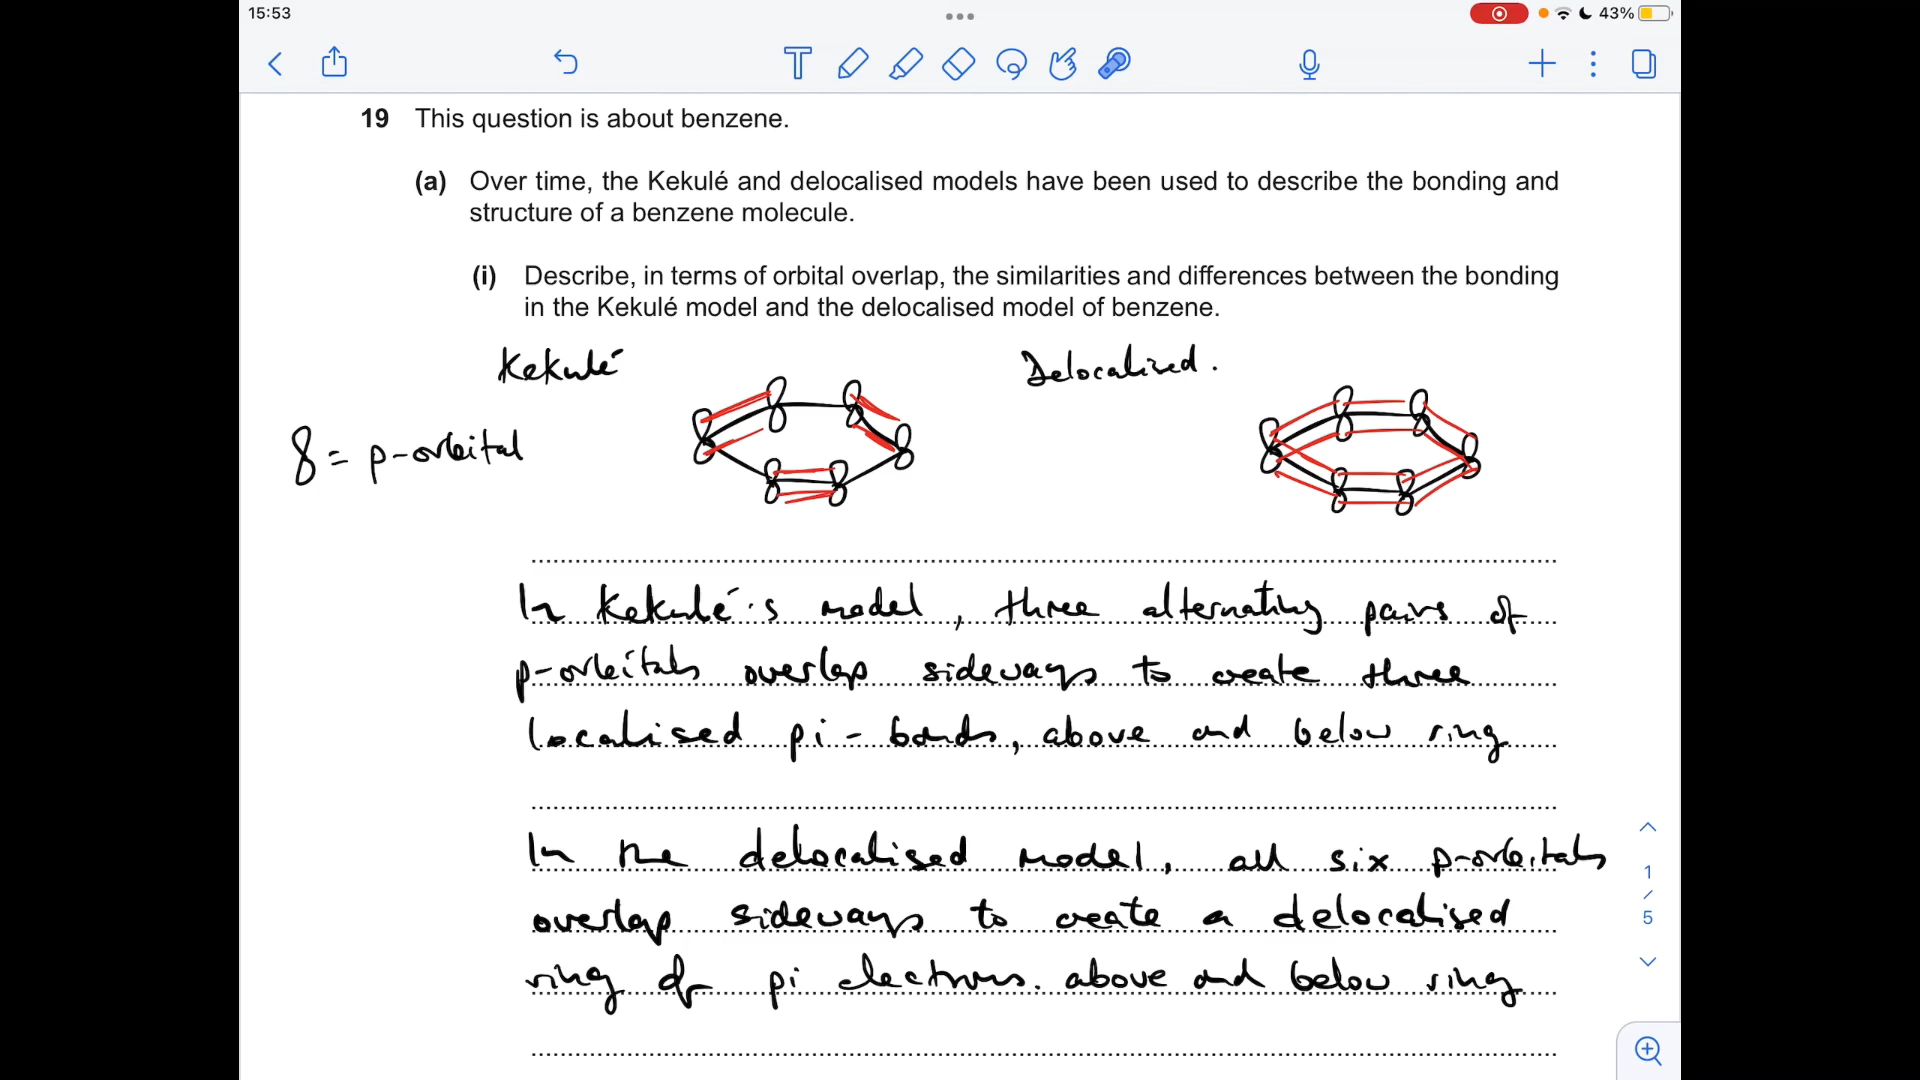 15:53
43%
19 This question is about benzene.
(a) Over time, the Kekulé and delocalised models have been used to describe the bonding and
structure of a benzene molecule.
(i) Describe, in terms of orbital overlap, the similarities and differences between the bonding
in the Kekulé model and the delocalised model of benzene.
Kekulé
Delocalised.
8 = p-orbital
In Kekulé's model, three alternating pairs of
p-orbitals overlap sideways to create three
localised pi-bonds, above and below ring
In the delocalised model, all six p-orbitals
overlap sideways to create a delocalised
ring of pi electrons. above and below ring
1
/
5